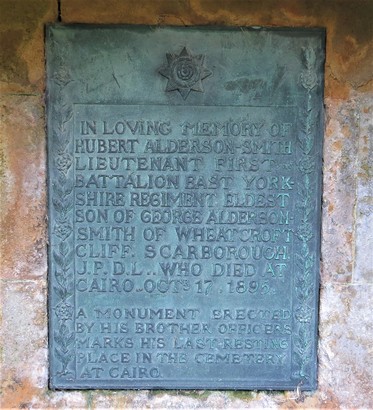 IN LOVING MEMORY OF
HUBERT ALDERSON-SMITH
LIEUTENANT FIRST
BATTALION EAST YORK-
SHIRE REGIMENT ELDEST
SON OF GEORGE ALDERSON-
SMITH OF WHEATCROFT
CLIFF. SCARBOROUGH.
J.P. D.L.. WHO DIED AT
CAIRO. OCTR 17.
A MONUMENT ERECTED
BY HIS BROTHER OFFICERS
MARKS HIS LAST RESTING
PLACE IN THE CEMETERY
AT CAIRO.